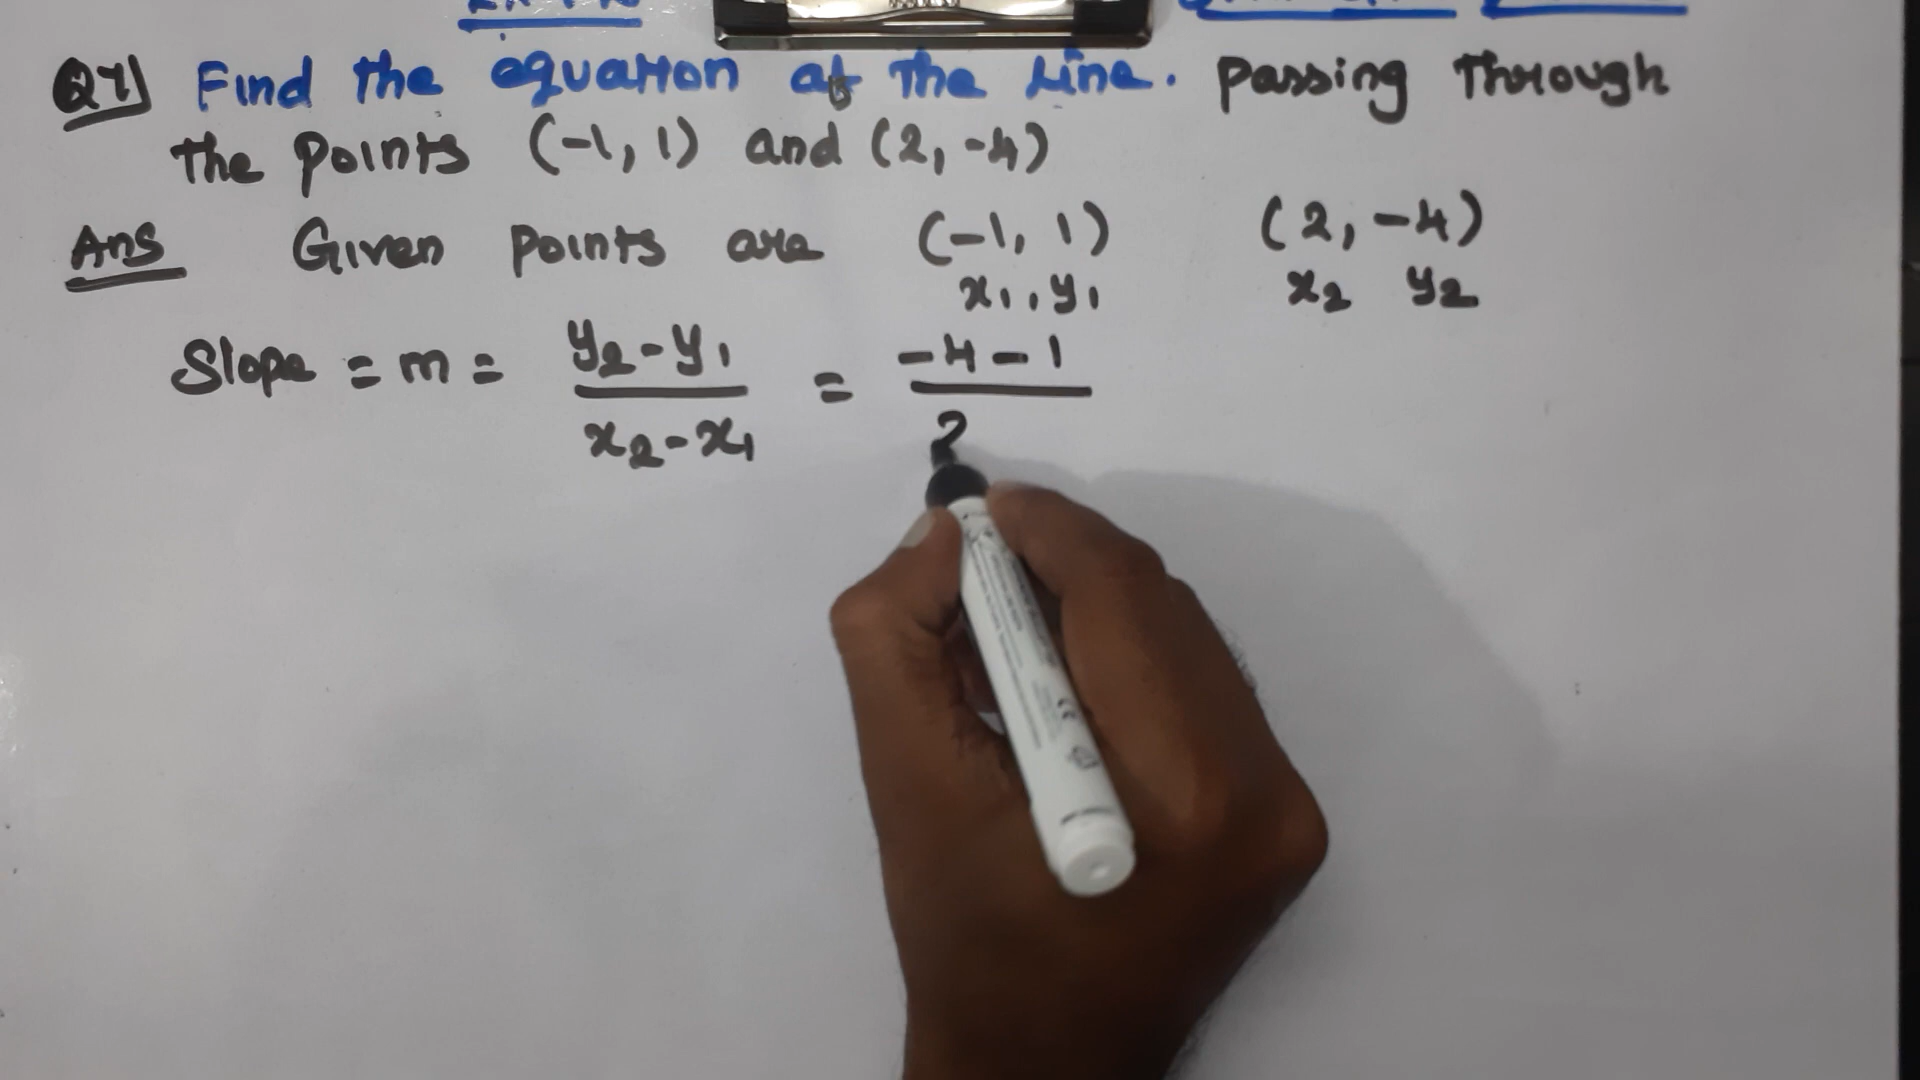 Q7) Find the equation of the line. passing through
the points (-1, 1) and (2, -4)
Ans Given points are (-1, 1) (2, -4)
x₁, y₁ x₂ y₂
Slope = m = y₂-y₁ / x₂-x₁ = -4-1 / 2